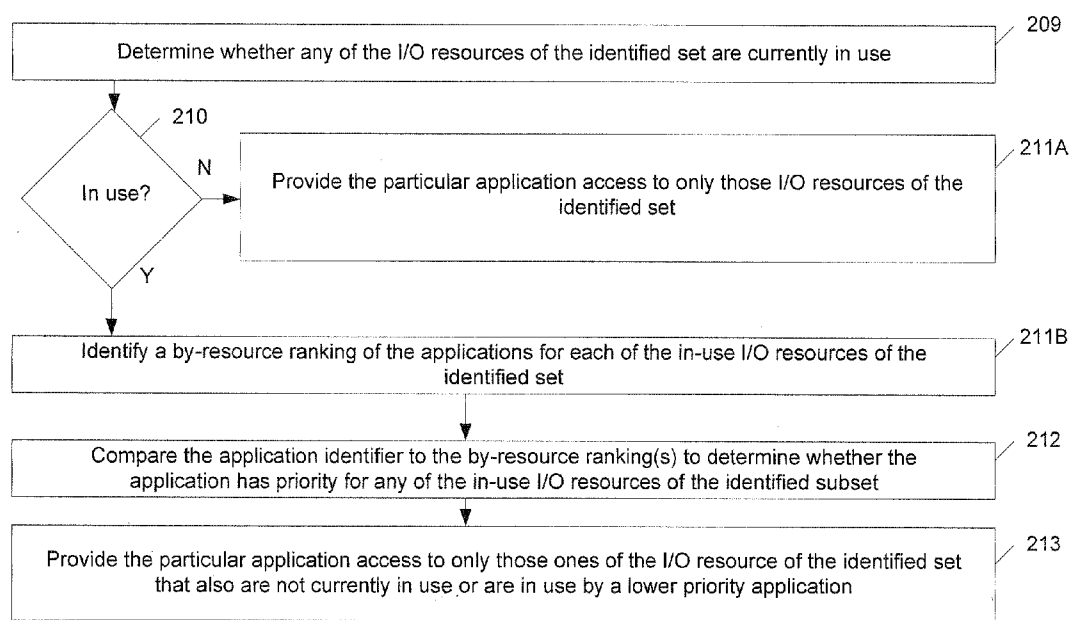 209
Determine whether any of the I/O resources of the identified set are currently in use
210
In use?
N
211A
Provide the particular application access to only those I/O resources of the
identified set
Y
211B
Identify a by-resource ranking of the applications for each of the in-use I/O resources of the
identified set
212
Compare the application identifier to the by-resource ranking(s) to determine whether the
application has priority for any of the in-use I/O resources of the identified subset
213
Provide the particular application access to only those ones of the I/O resource of the identified set
that also are not currently in use or are in use by a lower priority application